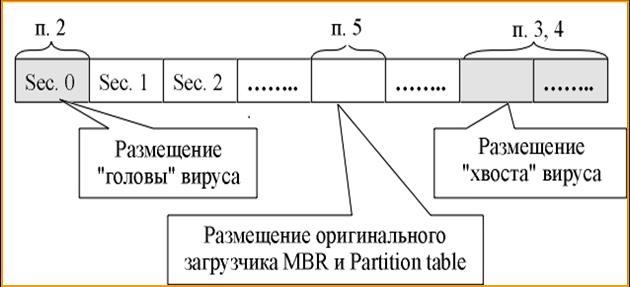 п. 2 п. 5 п. 3, 4
Sec. 0 Sec. 1 Sec. 2 ........ ........ ........
Размещение
"головы" вируса
Размещение
"хвоста" вируса
Размещение оригинального
загрузчика MBR и Partition table